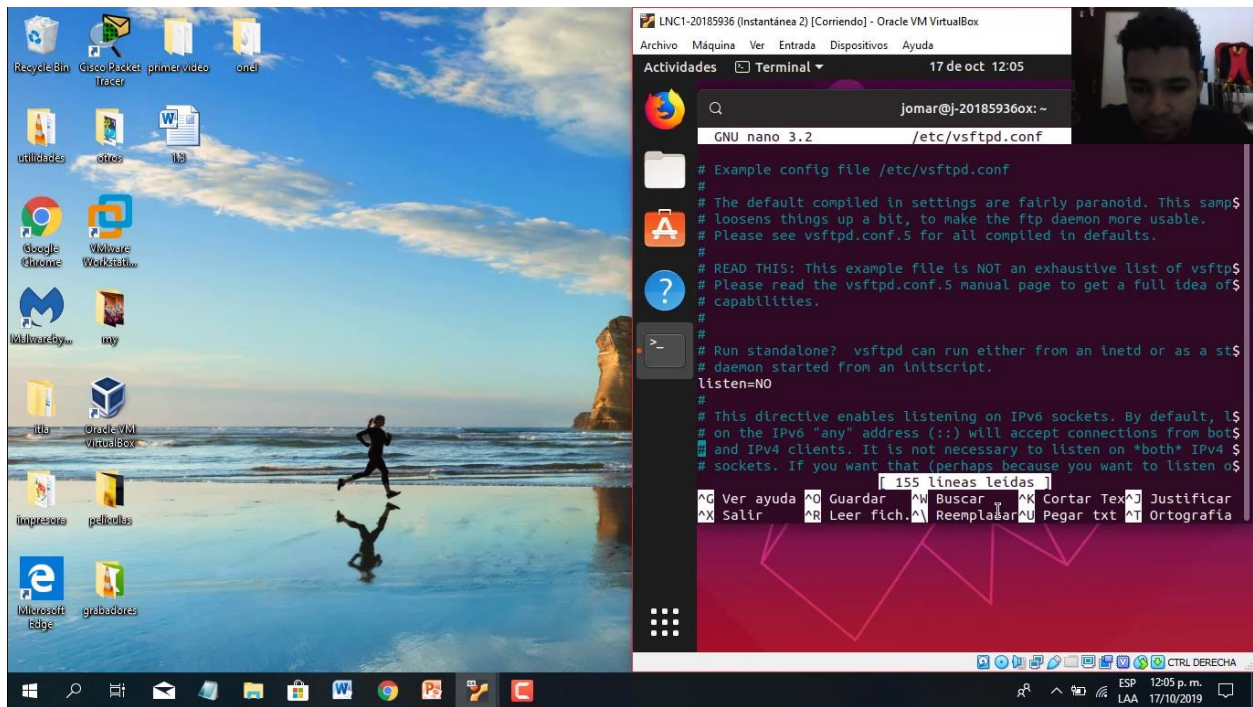 Recycle Bin
Cisco Packet
Tracer
primer video
onel
utilidades
otros
1.3
Google
Chrome
VMware
Workstati...
Malwareby...
my
itla
Oracle VM
VirtualBox
impresora
peliculas
Microsoft
Edge
grabadores
LNC1-20185936 (Instantánea 2) [Corriendo] - Oracle VM VirtualBox
Archivo Máquina Ver Entrada Dispositivos Ayuda
Actividades Terminal 17 de oct 12:05
jomar@j-20185936ox: ~
GNU nano 3.2 /etc/vsftpd.conf
# Example config file /etc/vsftpd.conf
#
# The default compiled in settings are fairly paranoid. This samp$
# loosens things up a bit, to make the ftp daemon more usable.
# Please see vsftpd.conf.5 for all compiled in defaults.
#
# READ THIS: This example file is NOT an exhaustive list of vsftp$
# Please read the vsftpd.conf.5 manual page to get a full idea of$
# capabilities.
#
#
# Run standalone?  vsftpd can run either from an inetd or as a st$
# daemon started from an initscript.
listen=NO
#
# This directive enables listening on IPv6 sockets. By default, l$
# on the IPv6 "any" address (::) will accept connections from bot$
# and IPv4 clients. It is not necessary to listen on *both* IPv4 $
# sockets. If you want that (perhaps because you want to listen o$
[ 155 líneas leídas ]
^G Ver ayuda ^O Guardar ^W Buscar ^K Cortar Tex^J Justificar
^X Salir ^R Leer fich.^\ Reemplazar^U Pegar txt ^T Ortografía
CTRL DERECHA
ESP 12:05 p. m.
LAA 17/10/2019